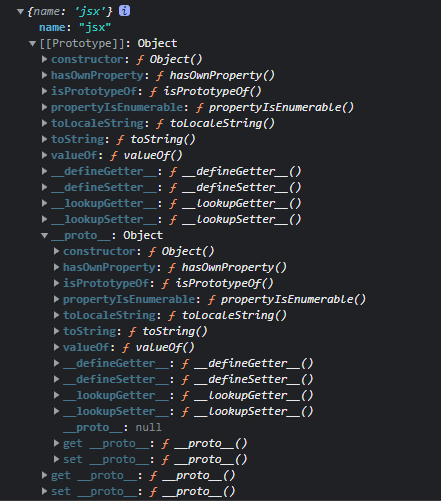 ▼ {name: 'jsx'} i
name: "jsx"
▼ [[Prototype]]: Object
▶ constructor: ƒ Object()
▶ hasOwnProperty: ƒ hasOwnProperty()
▶ isPrototypeOf: ƒ isPrototypeOf()
▶ propertyIsEnumerable: ƒ propertyIsEnumerable()
▶ toLocaleString: ƒ toLocaleString()
▶ toString: ƒ toString()
▶ valueOf: ƒ valueOf()
▶ __defineGetter__: ƒ __defineGetter__()
▶ __defineSetter__: ƒ __defineSetter__()
▶ __lookupGetter__: ƒ __lookupGetter__()
▶ __lookupSetter__: ƒ __lookupSetter__()
▼ __proto__: Object
▶ constructor: ƒ Object()
▶ hasOwnProperty: ƒ hasOwnProperty()
▶ isPrototypeOf: ƒ isPrototypeOf()
▶ propertyIsEnumerable: ƒ propertyIsEnumerable()
▶ toLocaleString: ƒ toLocaleString()
▶ toString: ƒ toString()
▶ valueOf: ƒ valueOf()
▶ __defineGetter__: ƒ __defineGetter__()
▶ __defineSetter__: ƒ __defineSetter__()
▶ __lookupGetter__: ƒ __lookupGetter__()
▶ __lookupSetter__: ƒ __lookupSetter__()
__proto__: null
▶ get __proto__: ƒ __proto__()
▶ set __proto__: ƒ __proto__()
▶ get __proto__: ƒ __proto__()
▶ set __proto__: ƒ __proto__()